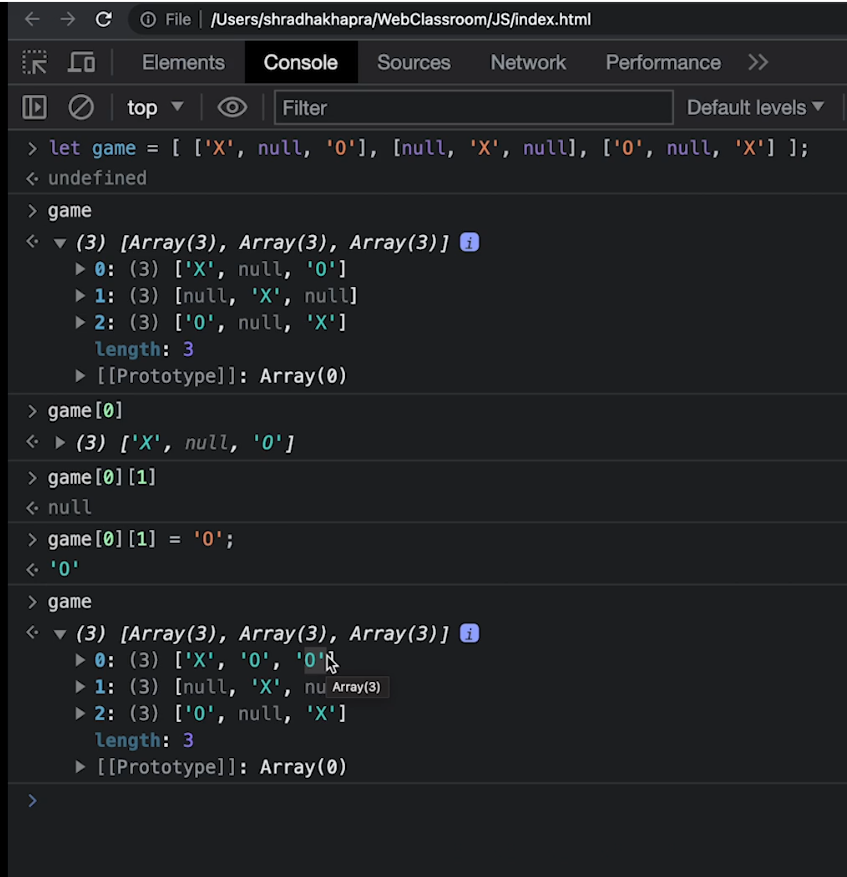 File | /Users/shradhakhapra/WebClassroom/JS/index.html
Elements Console Sources Network Performance
top Filter Default levels
> let game = [ ['X', null, 'O'], [null, 'X', null], ['O', null, 'X'] ];
undefined
> game
(3) [Array(3), Array(3), Array(3)] i
0: (3) ['X', null, 'O']
1: (3) [null, 'X', null]
2: (3) ['O', null, 'X']
length: 3
[[Prototype]]: Array(0)
> game[0]
(3) ['X', null, 'O']
> game[0][1]
null
> game[0][1] = 'O';
'O'
> game
(3) [Array(3), Array(3), Array(3)] i
0: (3) ['X', 'O', 'O']
1: (3) [null, 'X', nu
Array(3)
2: (3) ['O', null, 'X']
length: 3
[[Prototype]]: Array(0)
>